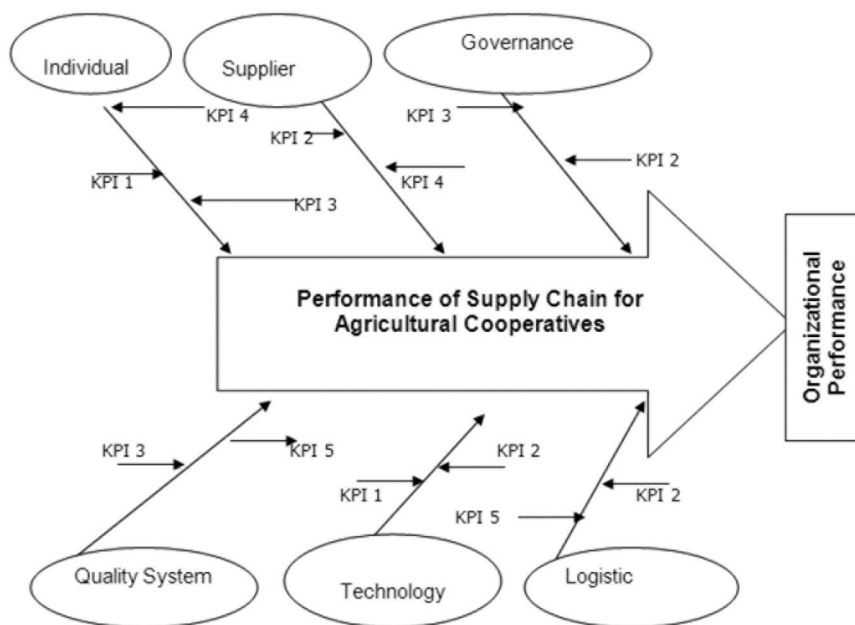 Individual
Supplier
Governance
KPI 4
KPI 3
KPI 2
KPI 2
KPI 1
KPI 4
KPI 3
Performance of Supply Chain for
Agricultural Cooperatives
Organizational
Performance
KPI 3
KPI 5
KPI 2
KPI 1
KPI 2
KPI 5
Quality System
Technology
Logistic